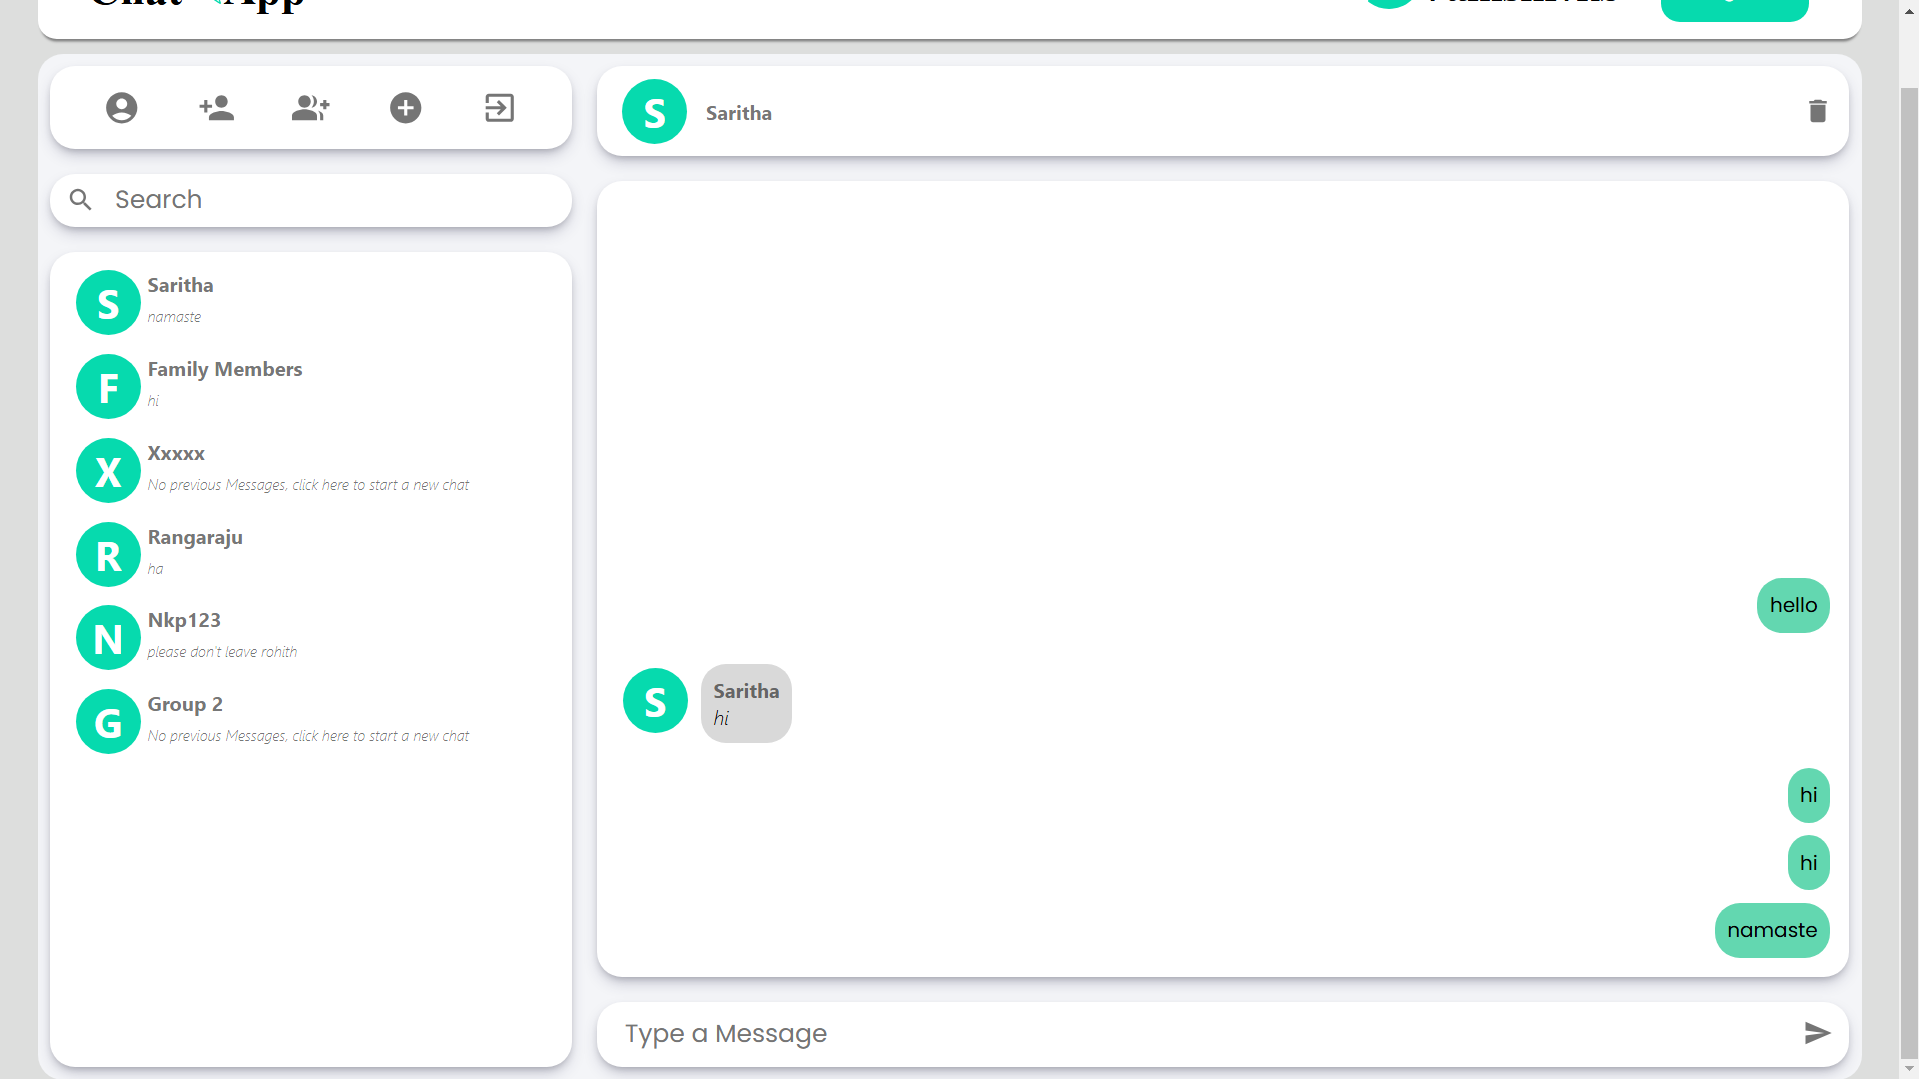 Chat App
Search
S
Saritha
namaste
F
Family Members
hi
X
Xxxxx
No previous Messages, click here to start a new chat
R
Rangaraju
ha
N
Nkp123
please don't leave rohith
G
Group 2
No previous Messages, click here to start a new chat
S
Saritha
hello
S
Saritha
hi
hi
hi
namaste
Type a Message